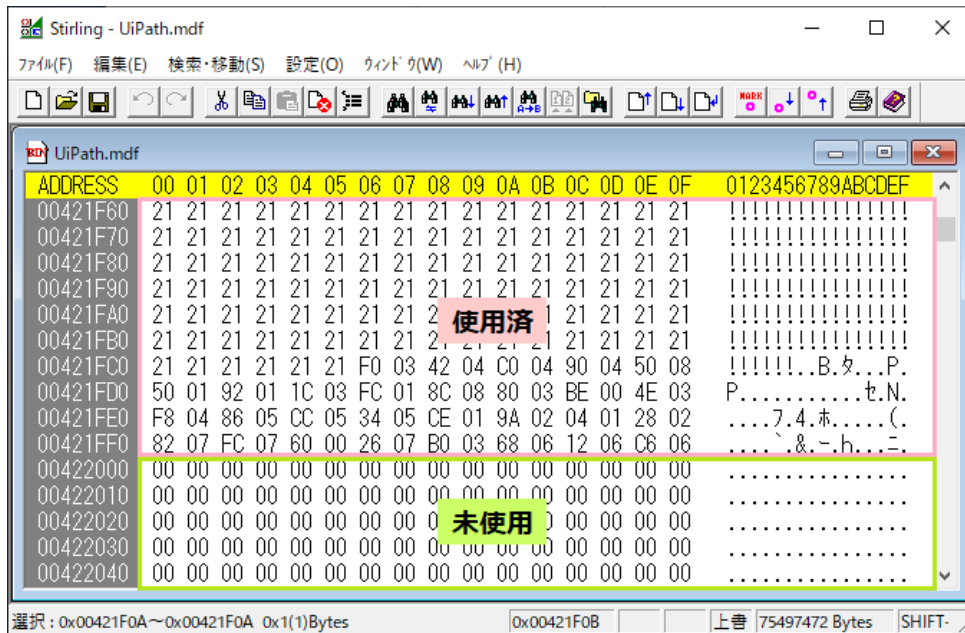 Stirling - UiPath.mdf
ファイル(F) 編集(E) 検索・移動(S) 設定(O) ウィンドウ(W) ヘルプ(H)
MARK
A→B
BIN UiPath.mdf
ADDRESS 00 01 02 03 04 05 06 07 08 09 0A 0B 0C 0D 0E 0F 0123456789ABCDEF
00421F60 21 21 21 21 21 21 21 21 21 21 21 21 21 21 21 21 !!!!!!!!!!!!!!!!
00421F70 21 21 21 21 21 21 21 21 21 21 21 21 21 21 21 21 !!!!!!!!!!!!!!!!
00421F80 21 21 21 21 21 21 21 21 21 21 21 21 21 21 21 21 !!!!!!!!!!!!!!!!
00421F90 21 21 21 21 21 21 21 21 21 21 21 21 21 21 21 21 !!!!!!!!!!!!!!!!
00421FA0 21 21 21 21 21 21 21 21 21 21 21 21 21 !!!!!!!!!!!!!!!!
使用済
00421FB0 21 21 21 21 21 21 21 21 21 21 21 21 21 21 21 !!!!!!!!!!!!!!!!
00421FC0 21 21 21 21 21 21 F0 03 42 04 C0 04 90 04 50 08 !!!!!!..B.タ...P.
00421FD0 50 01 92 01 1C 03 FC 01 8C 08 80 03 BE 00 4E 03 P...........セ.N.
00421FE0 F8 04 86 05 CC 05 34 05 CE 01 9A 02 04 01 28 02 ....フ.4.ホ.....(.
00421FF0 82 07 FC 07 60 00 26 07 B0 03 68 06 12 06 C6 06 ....`.&.ー.h...ニ.
00422000 00 00 00 00 00 00 00 00 00 00 00 00 00 00 00 00 ................
00422010 00 00 00 00 00 00 00 00 00 00 00 00 00 00 00 00 ................
00422020 00 00 00 00 00 00 00 00 00 00 00 00 ................
未使用
00422030 00 00 00 00 00 00 00 00 00 00 00 00 00 00 00 00 ................
00422040 00 00 00 00 00 00 00 00 00 00 00 00 00 00 00 00 ................
選択 : 0x00421F0A～0x00421F0A 0x1(1)Bytes 0x00421F0B 上書 75497472 Bytes SHIFT-